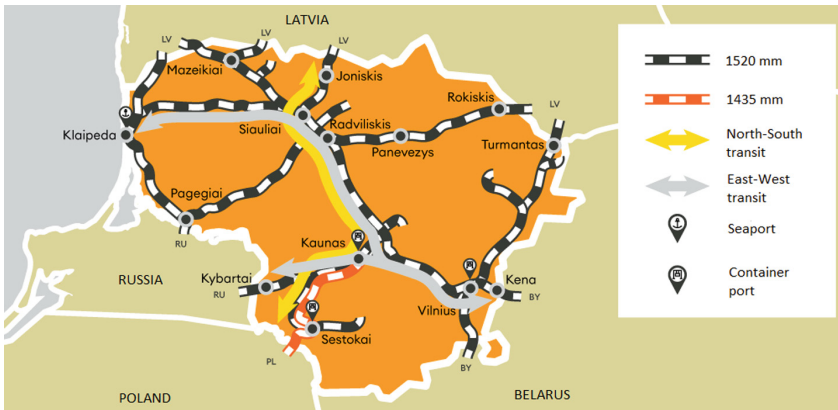 LATVIA
LV
LV
LV
Mazeikiai
Joniskis
Rokiskis
LV
Klaipeda
Siauliai
Radviliskis
Panevezys
Turmantas
Pagegiai
RU
Kaunas
RUSSIA
Kybartai
RU
Kena
BY
Vilnius
Sestokai
PL
BY
POLAND
BELARUS
1520 mm
1435 mm
North-South
transit
East-West
transit
Seaport
Container
port